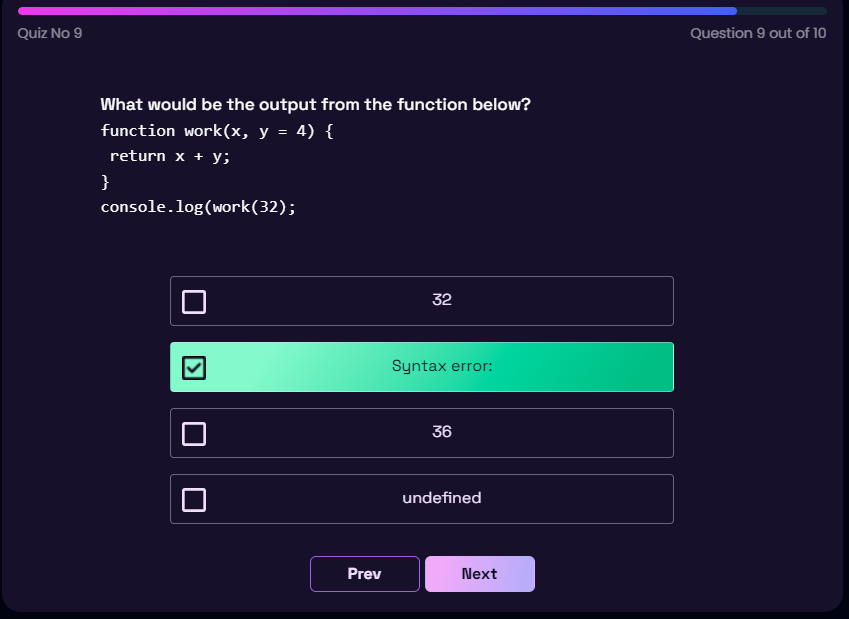 Quiz No 9
Question 9 out of 10
What would be the output from the function below?
function work(x, y = 4) {
 return x + y;
}
console.log(work(32);
32
Syntax error:
36
undefined
Prev
Next